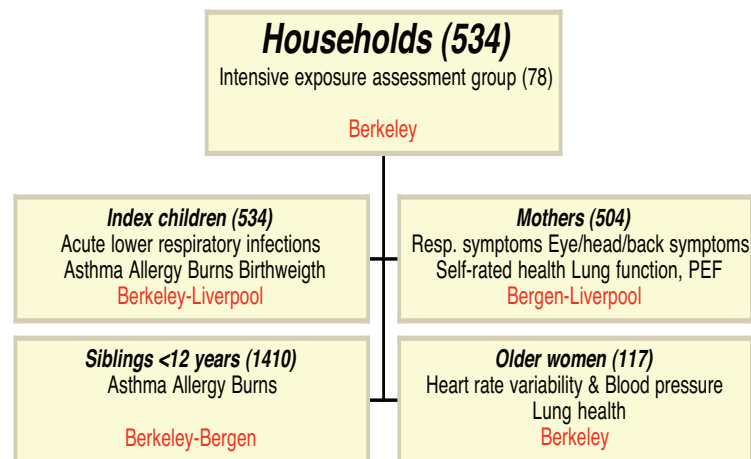 Households (534)
Intensive exposure assessment group (78)
Berkeley
Index children (534)
Acute lower respiratory infections
Asthma Allergy Burns Birthweigth
Berkeley-Liverpool
Mothers (504)
Resp. symptoms Eye/head/back symptoms
Self-rated health Lung function, PEF
Bergen-Liverpool
Siblings <12 years (1410)
Asthma Allergy Burns
Berkeley-Bergen
Older women (117)
Heart rate variability & Blood pressure
Lung health
Berkeley